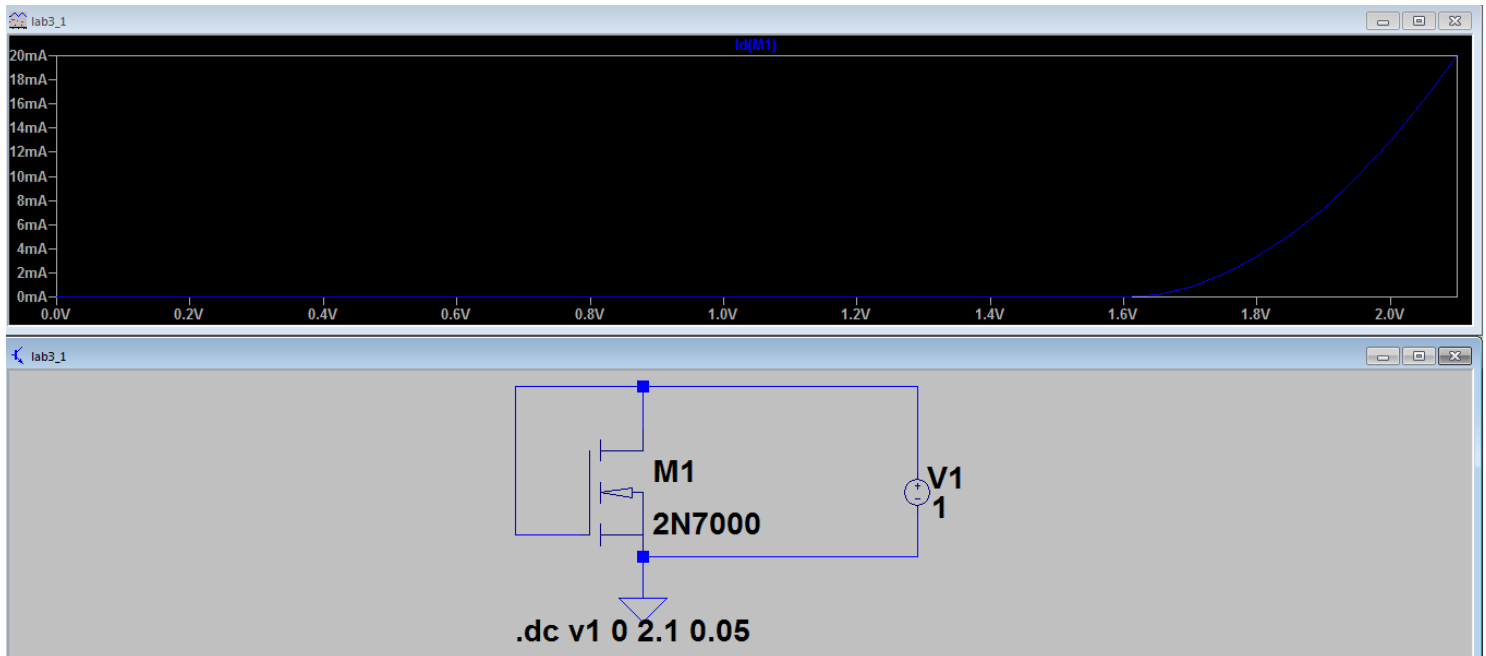 lab3_1
Id(M1)
20mA
18mA
16mA
14mA
12mA
10mA
8mA
6mA
4mA
2mA
0mA
0.0V 0.2V 0.4V 0.6V 0.8V 1.0V 1.2V 1.4V 1.6V 1.8V 2.0V
lab3_1
M1
2N7000
V1
1
.dc v1 0 2.1 0.05